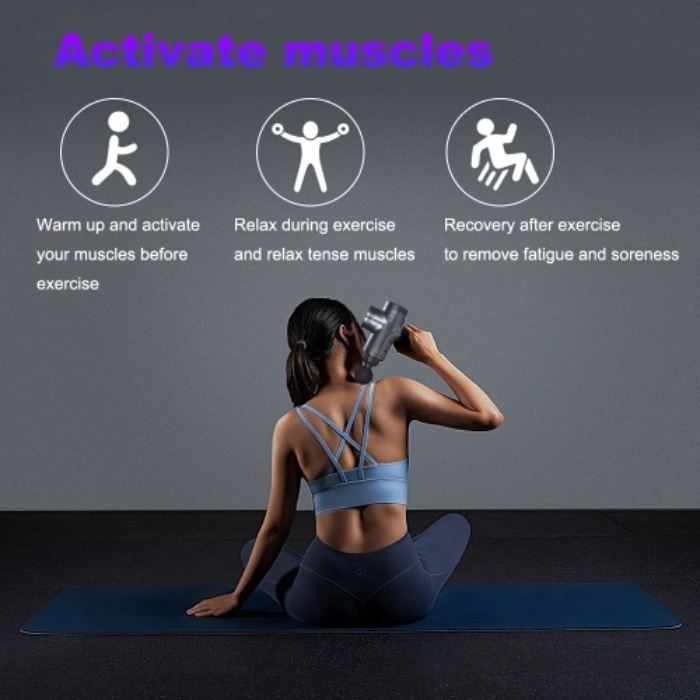 Activate muscles
Warm up and activate
your muscles before
exercise
Relax during exercise
and relax tense muscles
Recovery after exercise
to remove fatigue and soreness